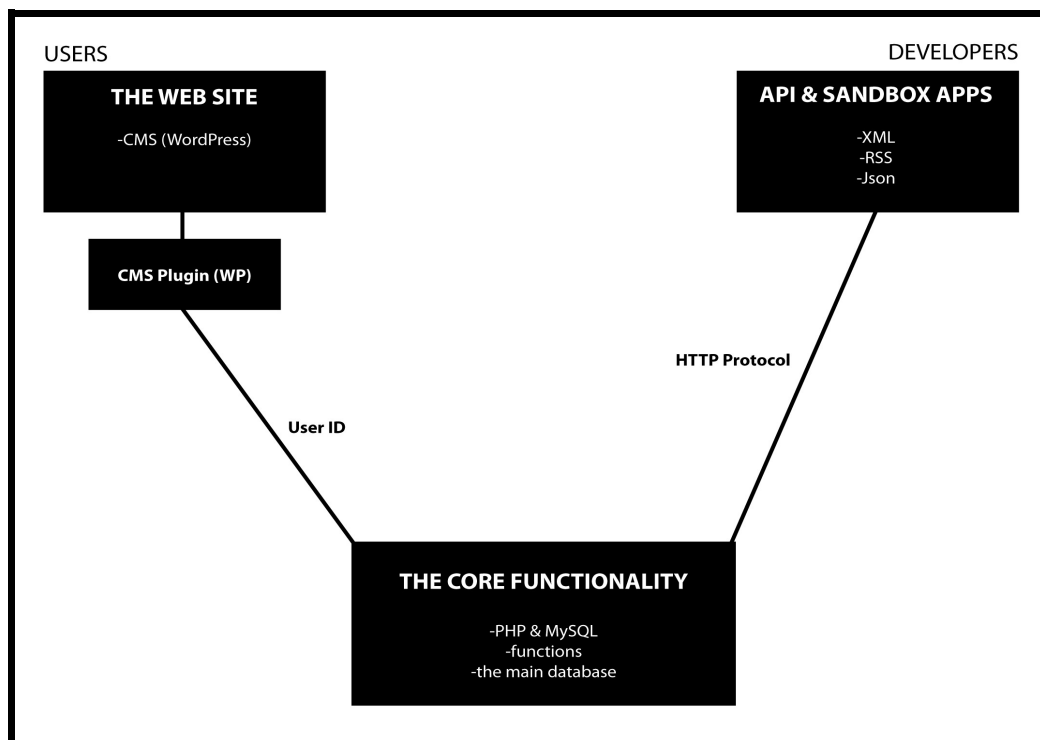 USERS
THE WEB SITE
-CMS (WordPress)
CMS Plugin (WP)
User ID
DEVELOPERS
API & SANDBOX APPS
-XML
-RSS
-Json
HTTP Protocol
THE CORE FUNCTIONALITY
-PHP & MySQL
-functions
-the main database